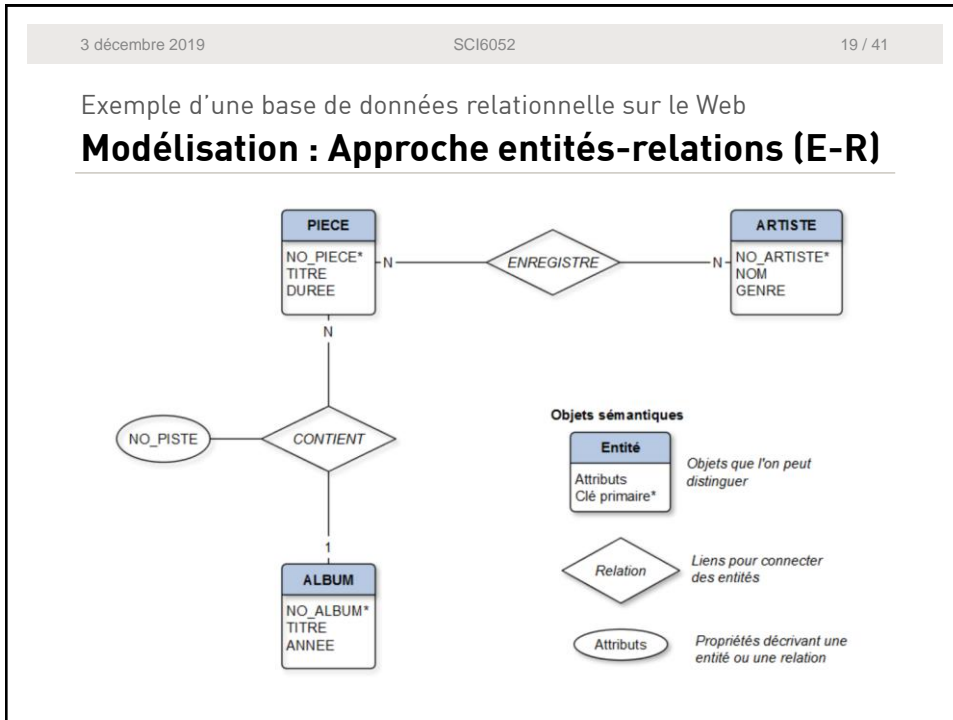 3 décembre 2019 SCI6052 19 / 41
Exemple d'une base de données relationnelle sur le Web
Modélisation : Approche entités-relations (E-R)
PIECE
NO_PIECE*
TITRE
DUREE
N
ENREGISTRE
N
ARTISTE
NO_ARTISTE*
NOM
GENRE
N
NO_PISTE
CONTIENT
1
ALBUM
NO_ALBUM*
TITRE
ANNEE
Objets sémantiques
Entité
Attributs
Clé primaire*
Objets que l'on peut
distinguer
Relation
Liens pour connecter
des entités
Attributs
Propriétés décrivant une
entité ou une relation